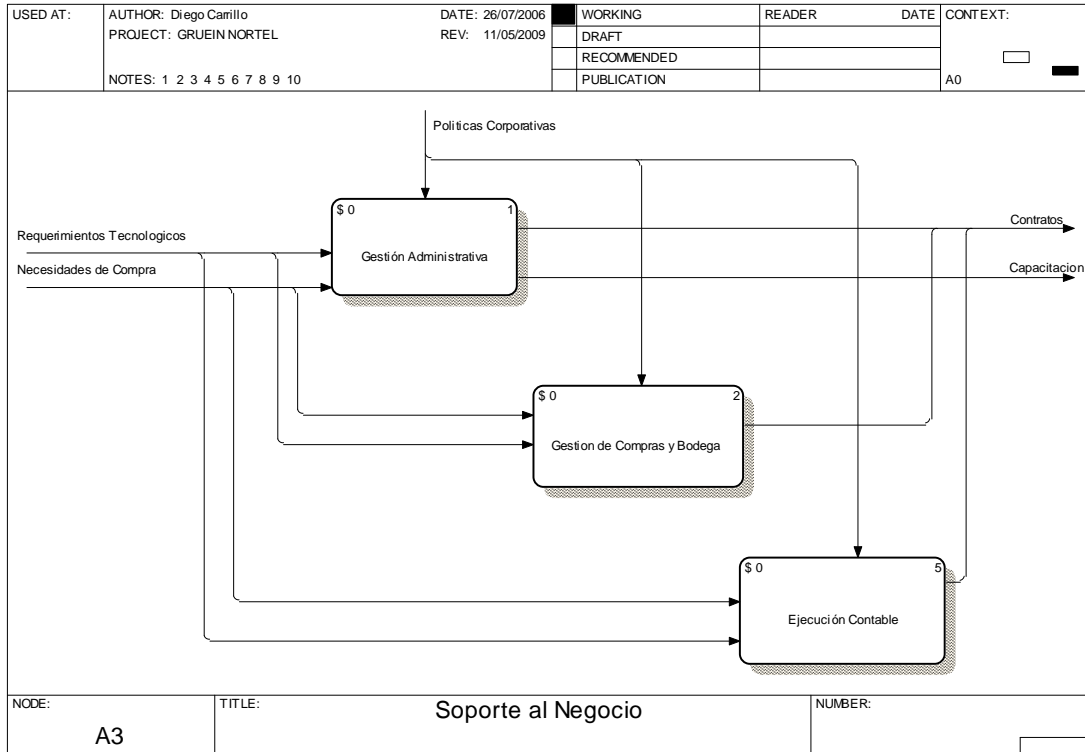 USED AT:
AUTHOR: Diego Carrillo
DATE: 26/07/2006
PROJECT: GRUEIN NORTEL
REV: 11/05/2009
NOTES: 1 2 3 4 5 6 7 8 9 10
WORKING
DRAFT
RECOMMENDED
PUBLICATION
READER DATE
CONTEXT:
A0
Politicas Corporativas
$ 0 1
Gestión Administrativa
Requerimientos Tecnologicos
Necesidades de Compra
Contratos
Capacitacion
$ 0 2
Gestion de Compras y Bodega
$ 0 5
Ejecución Contable
NODE:
A3
TITLE:
Soporte al Negocio
NUMBER: